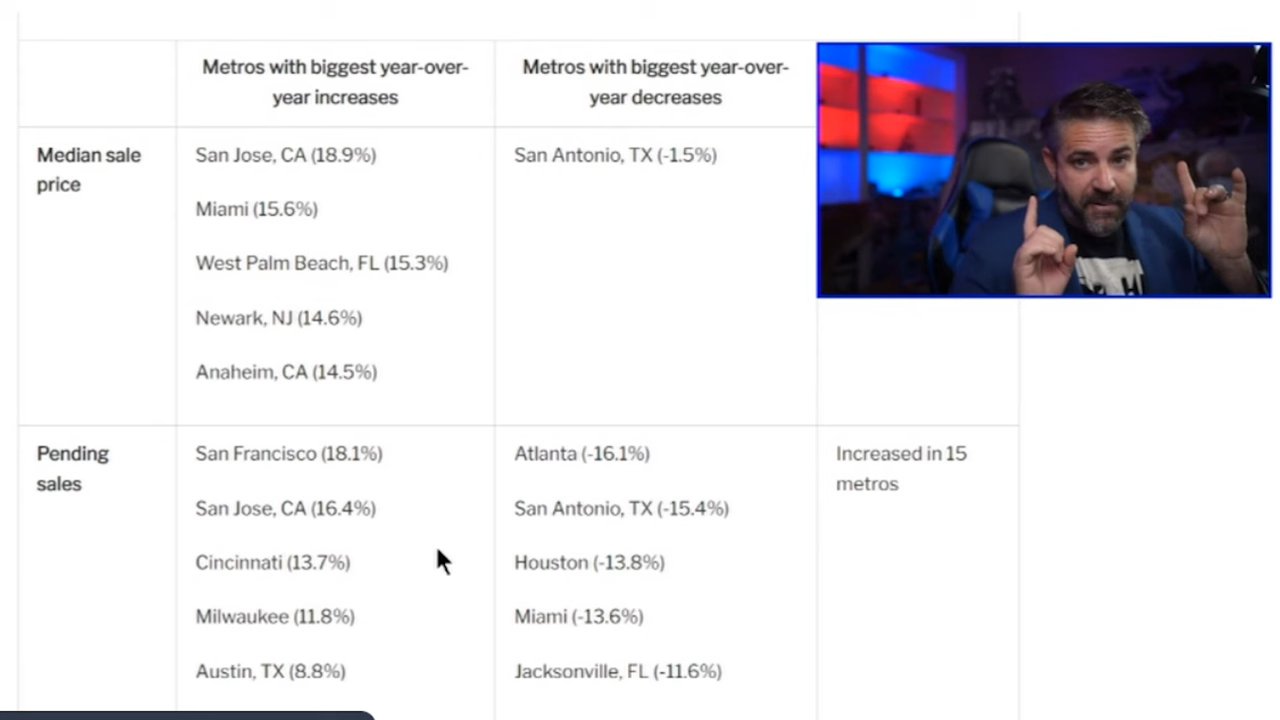 Metros with biggest year-over-
year increases
Metros with biggest year-over-
year decreases
Median sale
price
San Jose, CA (18.9%)
Miami (15.6%)
West Palm Beach, FL (15.3%)
Newark, NJ (14.6%)
Anaheim, CA (14.5%)
San Antonio, TX (-1.5%)
Pending
sales
San Francisco (18.1%)
San Jose, CA (16.4%)
Cincinnati (13.7%)
Milwaukee (11.8%)
Austin, TX (8.8%)
Atlanta (-16.1%)
San Antonio, TX (-15.4%)
Houston (-13.8%)
Miami (-13.6%)
Jacksonville, FL (-11.6%)
Increased in 15
metros